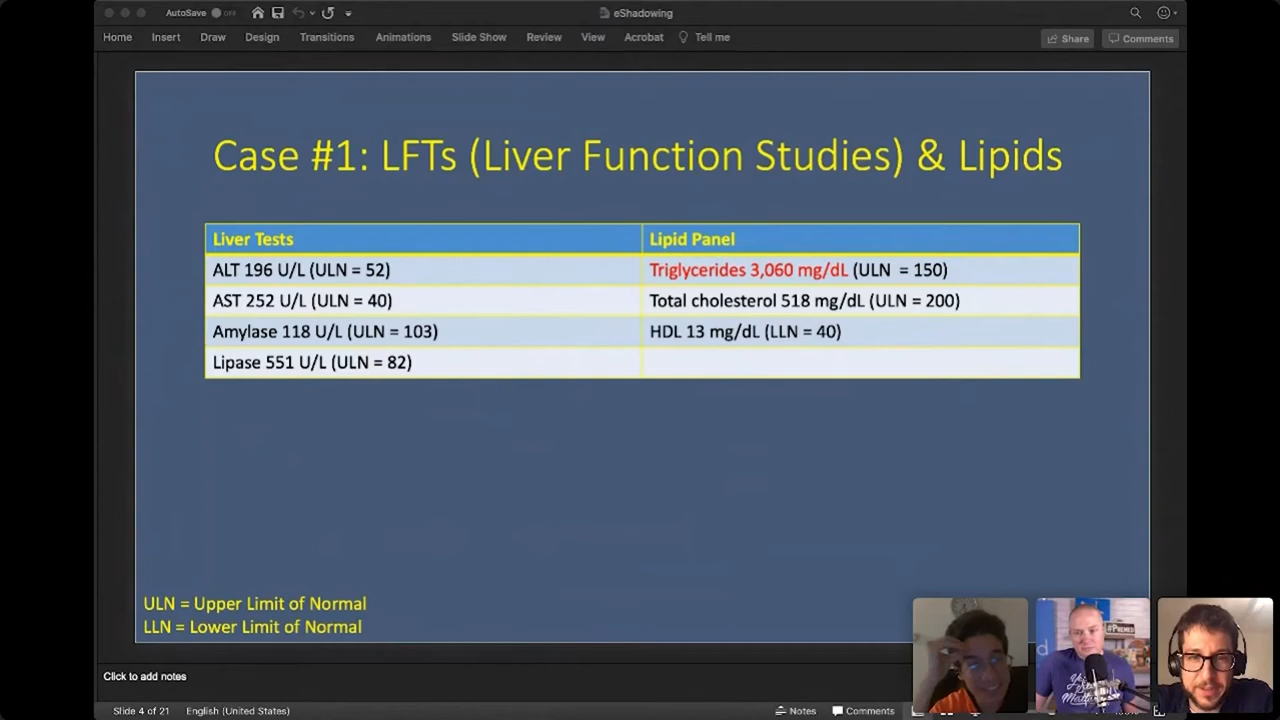 AutoSave OFF
eShadowing
Home Insert Draw Design Transitions Animations Slide Show Review View Acrobat Tell me
Share Comments
Case #1: LFTs (Liver Function Studies) & Lipids
Liver Tests Lipid Panel
ALT 196 U/L (ULN = 52) Triglycerides 3,060 mg/dL (ULN = 150)
AST 252 U/L (ULN = 40) Total cholesterol 518 mg/dL (ULN = 200)
Amylase 118 U/L (ULN = 103) HDL 13 mg/dL (LLN = 40)
Lipase 551 U/L (ULN = 82)
ULN = Upper Limit of Normal
LLN = Lower Limit of Normal
#Premed
Click to add notes
Slide 4 of 21 English (United States) Notes Comments